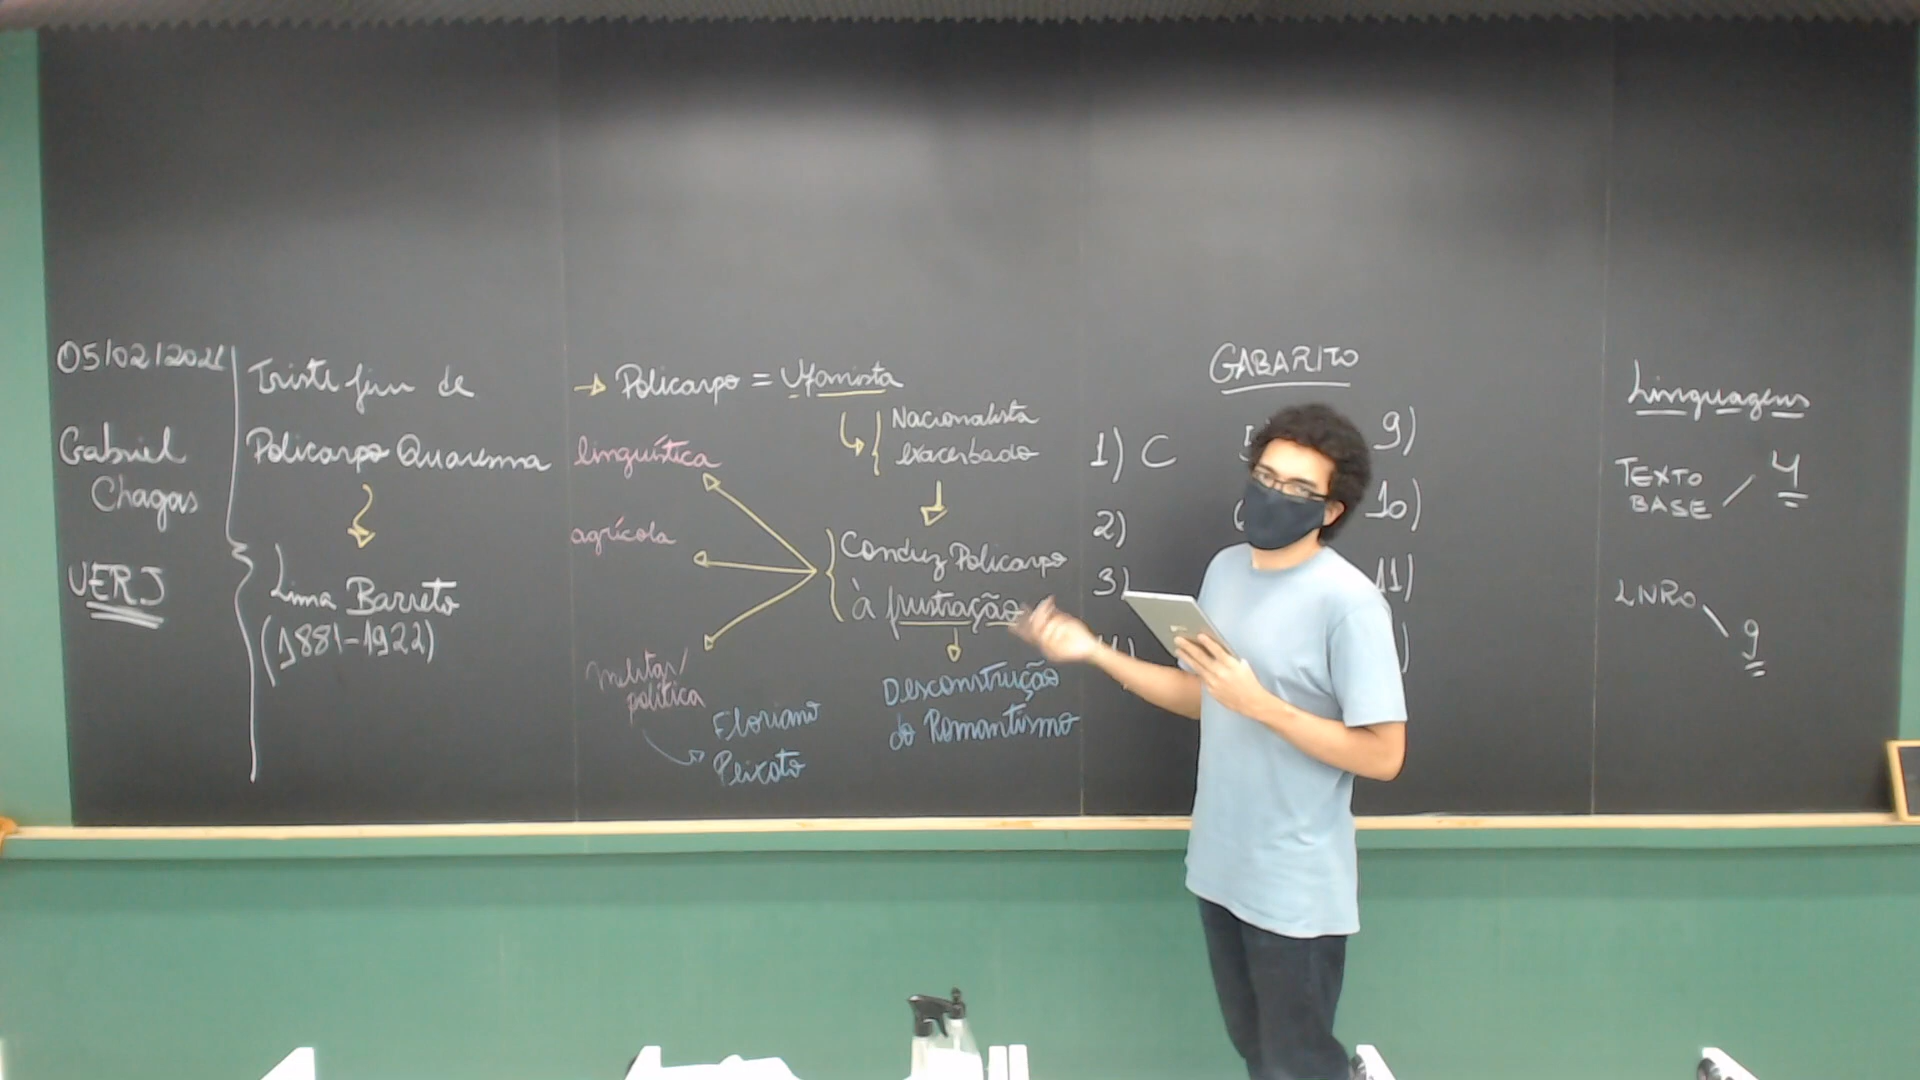 05/02/2021
Gabriel
Chagas
UERJ
Triste fim de
Policarpo Quaresma
Lima Barreto
(1881-1922)
→ Policarpo = Ufanista
Nacionalista
exacerbado
Conduz Policarpo
à frustração
Desconstrução
do Romantismo
linguística
agrícola
militar/
política
Floriano
Peixoto
GABARITO
1) C
2)
3)
9)
10)
11)
Linguagens
TEXTO
BASE
4
LIVRO
9